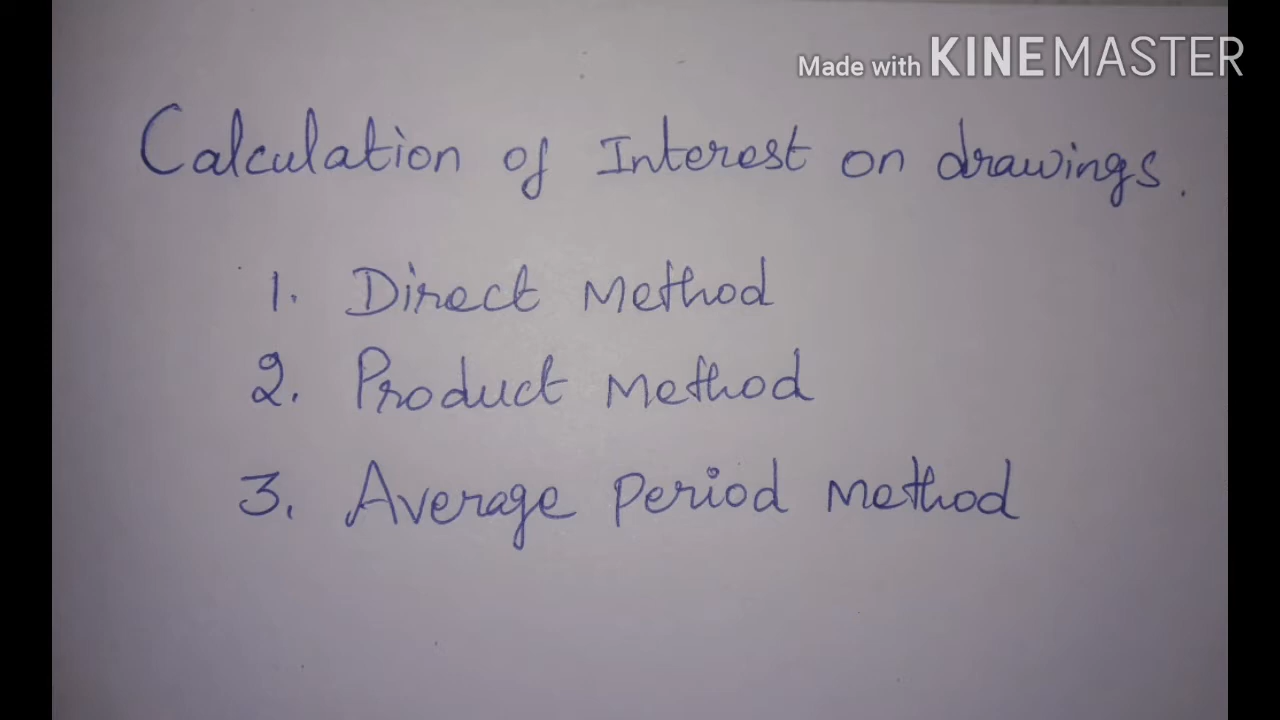 Made with KINEMASTER
Calculation of Interest on drawings.
1. Direct Method
2. Product Method
3. Average Period Method